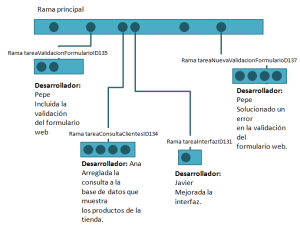 Rama principal
Rama tareaValidacionFormularioID135
Desarrollador:
Pepe
Incluida la
validación
del formulario
web
Rama tareaConsultaClientesID134
Desarrollador: Ana
Arreglada la
consulta a la
base de datos que
muestra
los productos de la
tienda.
Rama tareaInterfazID131
Desarrollador:
Javier
Mejorada la
interfaz.
Rama tareaNuevaValidacionFormularioID137
Desarrollador:
Pepe
Solucionado un
error
en la validación
del
formulario web.